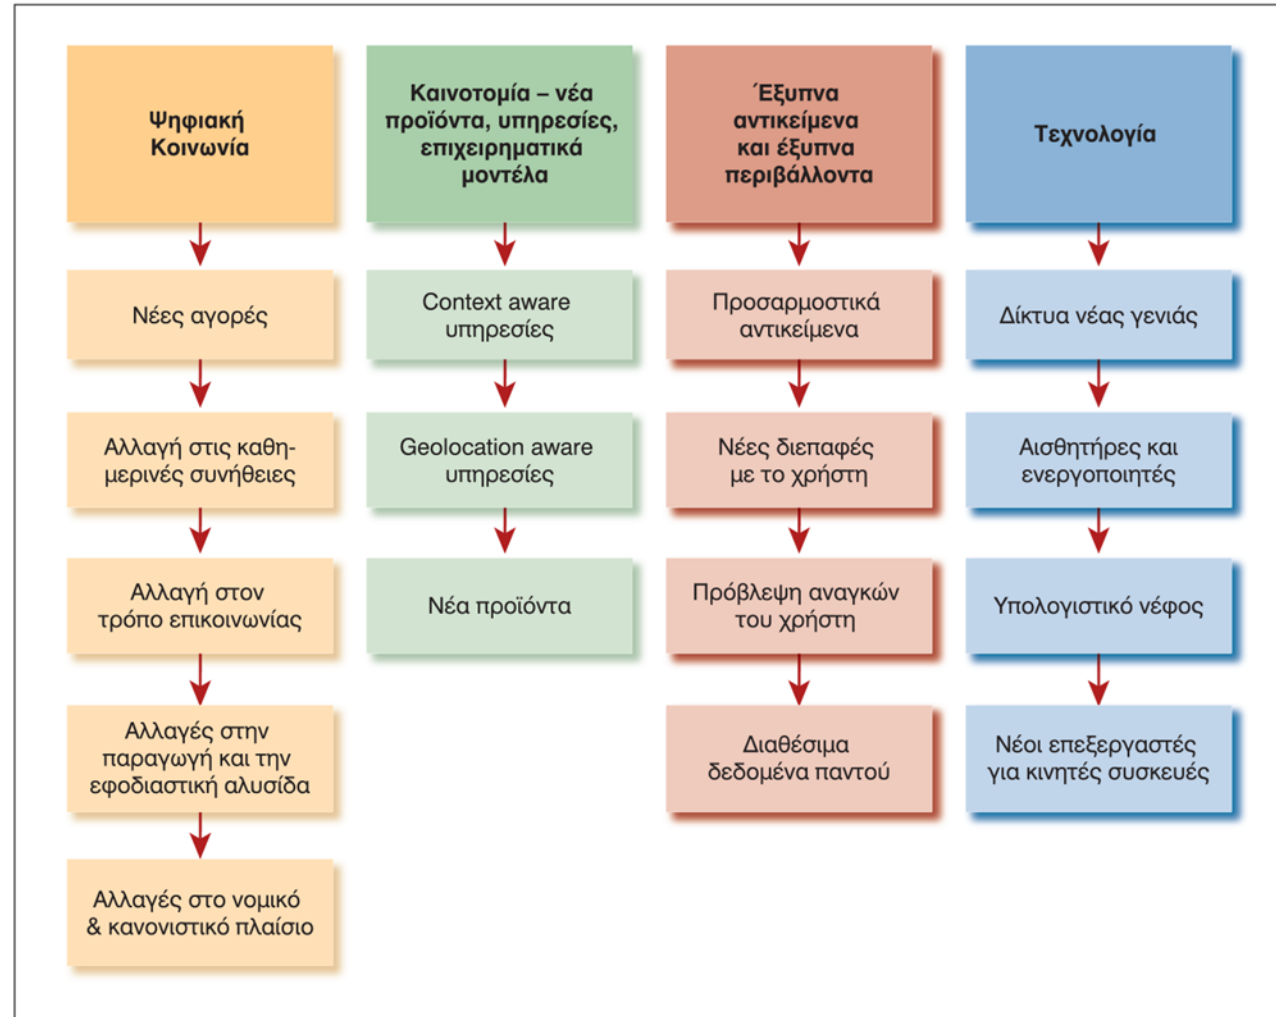 Ψηφιακή
Κοινωνία
Νέες αγορές
Αλλαγή στις καθη-
μερινές συνήθειες
Αλλαγή στον
τρόπο επικοινωνίας
Αλλαγές στην
παραγωγή και την
εφοδιαστική αλυσίδα
Αλλαγές στο νομικό
& κανονιστικό πλαίσιο
Καινοτομία – νέα
προϊόντα, υπηρεσίες,
επιχειρηματικά
μοντέλα
Context aware
υπηρεσίες
Geolocation aware
υπηρεσίες
Νέα προϊόντα
Έξυπνα
αντικείμενα
και έξυπνα
περιβάλλοντα
Προσαρμοστικά
αντικείμενα
Νέες διεπαφές
με το χρήστη
Πρόβλεψη αναγκών
του χρήστη
Διαθέσιμα
δεδομένα παντού
Τεχνολογία
Δίκτυα νέας γενιάς
Αισθητήρες και
ενεργοποιητές
Υπολογιστικό νέφος
Νέοι επεξεργαστές
για κινητές συσκευές